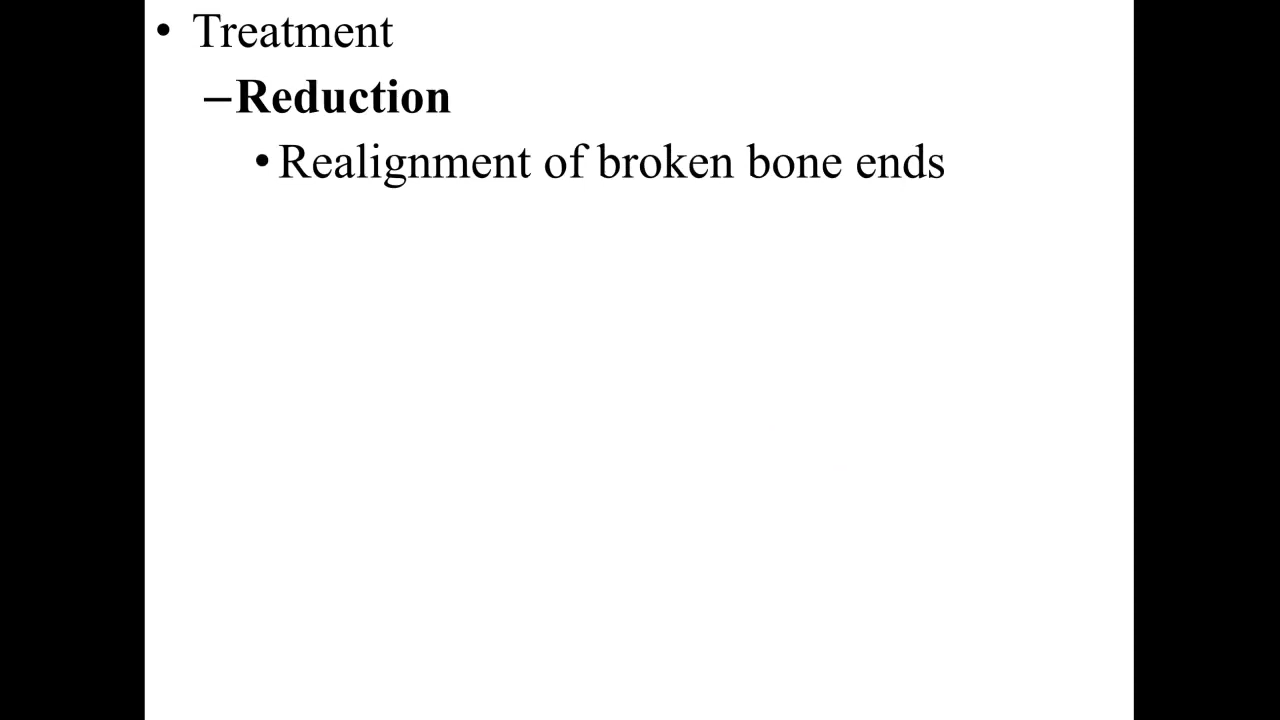 • Treatment
–Reduction
• Realignment of broken bone ends